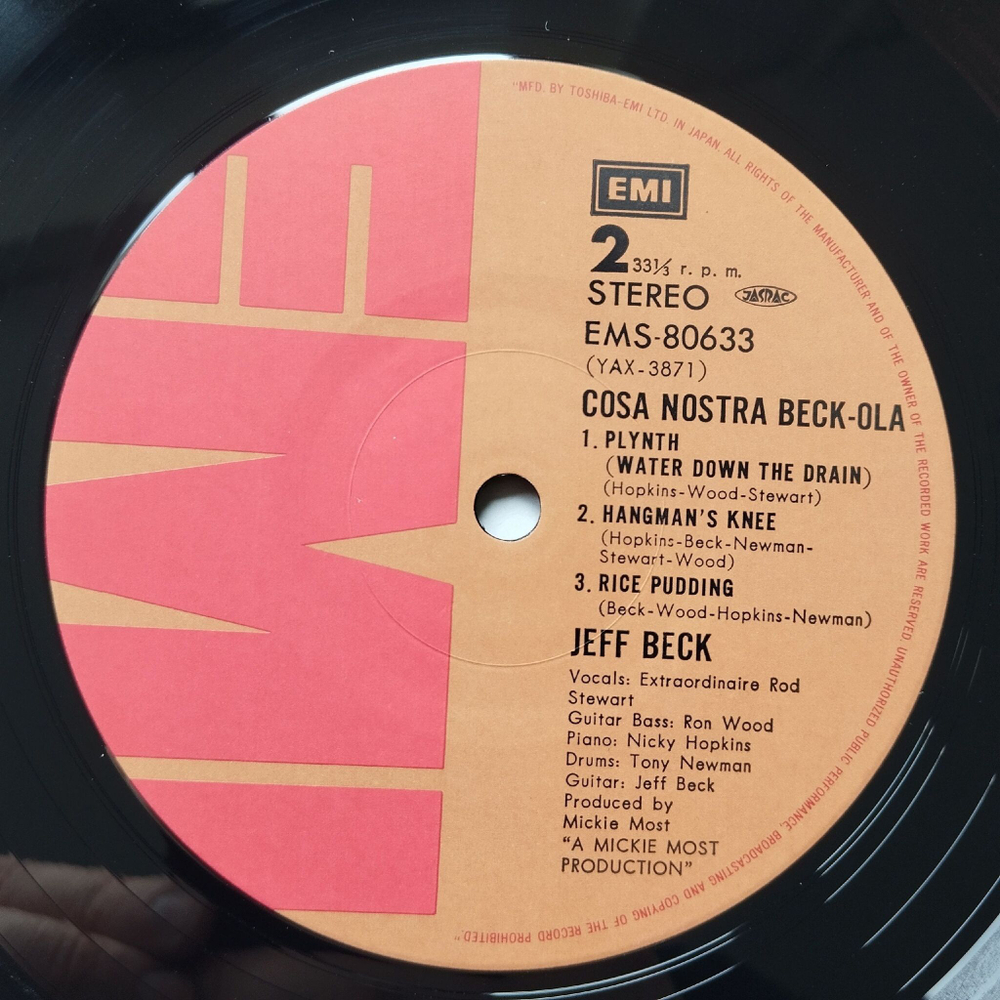 "MFD. BY TOSHIBA-EMI LTD. IN JAPAN. ALL RIGHTS OF THE MANUFACTURER AND OF THE OWNER OF THE RECORDED WORK ARE RESERVED. UNAUTHORIZED PUBLIC PERFORMANCE, BROADCASTING AND COPYING OF THE RECORD PROHIBITED."
EMI
EMI
2 33⅓ r. p. m.
STEREO JASRAC
EMS-80633
(YAX-3871)
COSA NOSTRA BECK-OLA
1. PLYNTH
(WATER DOWN THE DRAIN)
(Hopkins-Wood-Stewart)
2. HANGMAN'S KNEE
(Hopkins-Beck-Newman-
Stewart-Wood)
3. RICE PUDDING
(Beck-Wood-Hopkins-Newman)
JEFF BECK
Vocals: Extraordinaire Rod
Stewart
Guitar Bass: Ron Wood
Piano: Nicky Hopkins
Drums: Tony Newman
Guitar: Jeff Beck
Produced by
Mickie Most
"A MICKIE MOST
PRODUCTION"